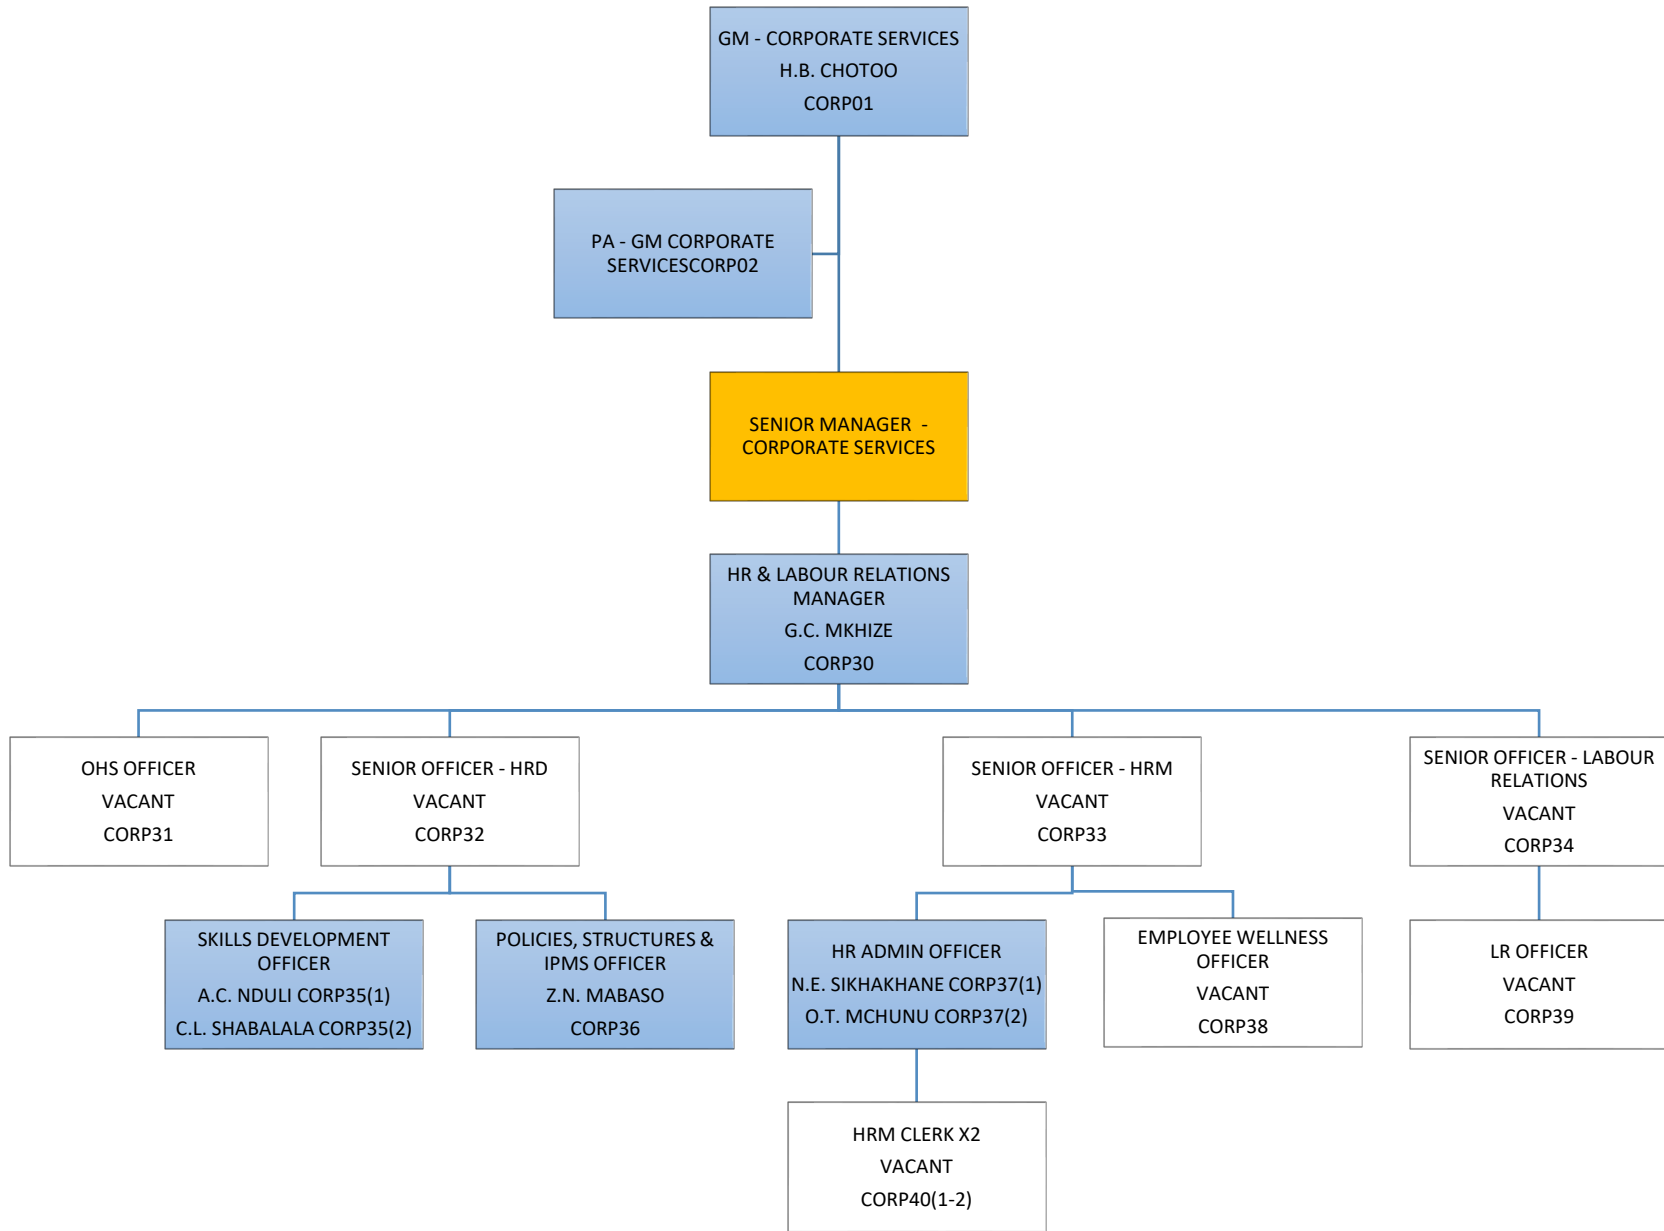 GM - CORPORATE SERVICES
H.B. CHOTOO
CORP01
PA - GM CORPORATE
SERVICESCORP02
SENIOR MANAGER -
CORPORATE SERVICES
HR & LABOUR RELATIONS
MANAGER
G.C. MKHIZE
CORP30
OHS OFFICER
VACANT
CORP31
SENIOR OFFICER - HRD
VACANT
CORP32
SENIOR OFFICER - HRM
VACANT
CORP33
SENIOR OFFICER - LABOUR
RELATIONS
VACANT
CORP34
SKILLS DEVELOPMENT
OFFICER
A.C. NDULI CORP35(1)
C.L. SHABALALA CORP35(2)
POLICIES, STRUCTURES &
IPMS OFFICER
Z.N. MABASO
CORP36
HR ADMIN OFFICER
N.E. SIKHAKHANE CORP37(1)
O.T. MCHUNU CORP37(2)
EMPLOYEE WELLNESS
OFFICER
VACANT
CORP38
LR OFFICER
VACANT
CORP39
HRM CLERK X2
VACANT
CORP40(1-2)